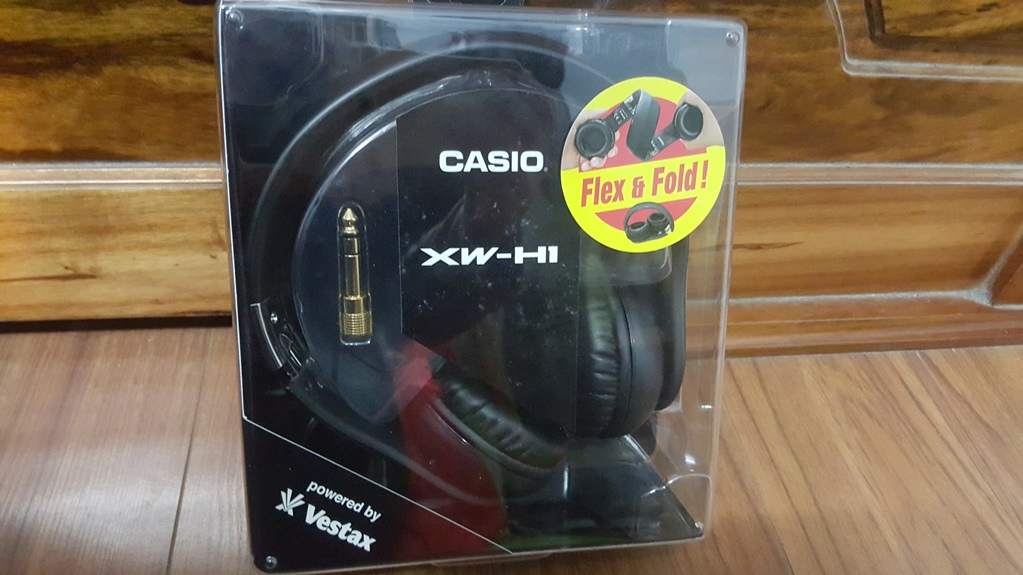 CASIO
Flex & Fold!
XW-H1
powered by
Vestax